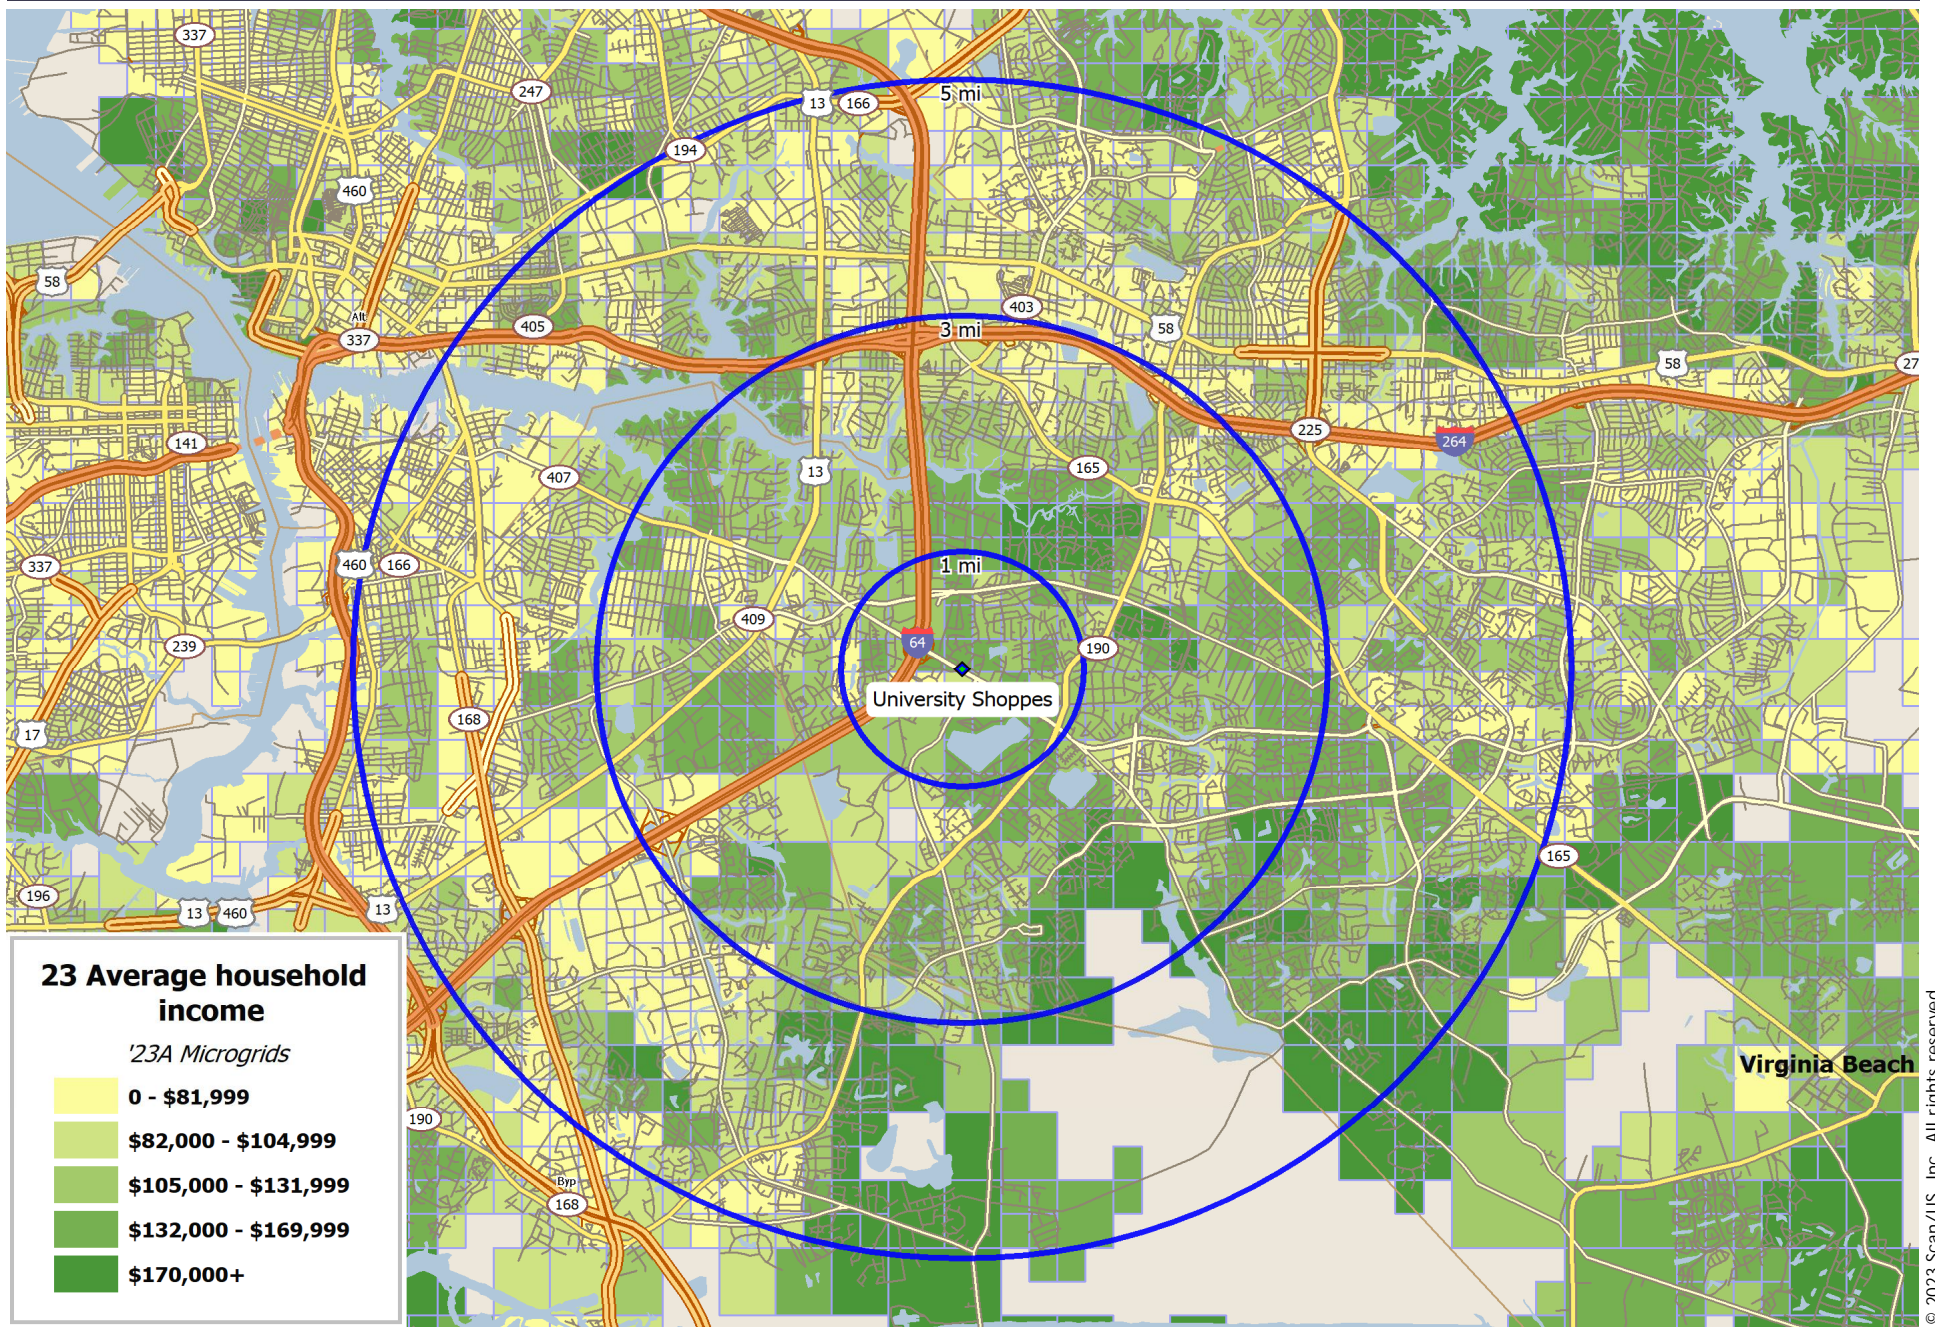 337
247
13
166
5 mi
194
460
58
403
405
Alt
337
3 mi
58
58
27
225
264
141
407
13
165
337
460
166
1 mi
409
64
190
239
University Shoppes
168
17
165
196
13
460
13
23 Average household
income
'23A Microgrids
0 - $81,999
$82,000 - $104,999
$105,000 - $131,999
$132,000 - $169,999
$170,000+
190
Byp
168
Virginia Beach
© 2023 Scan/US, Inc. All rights reserved